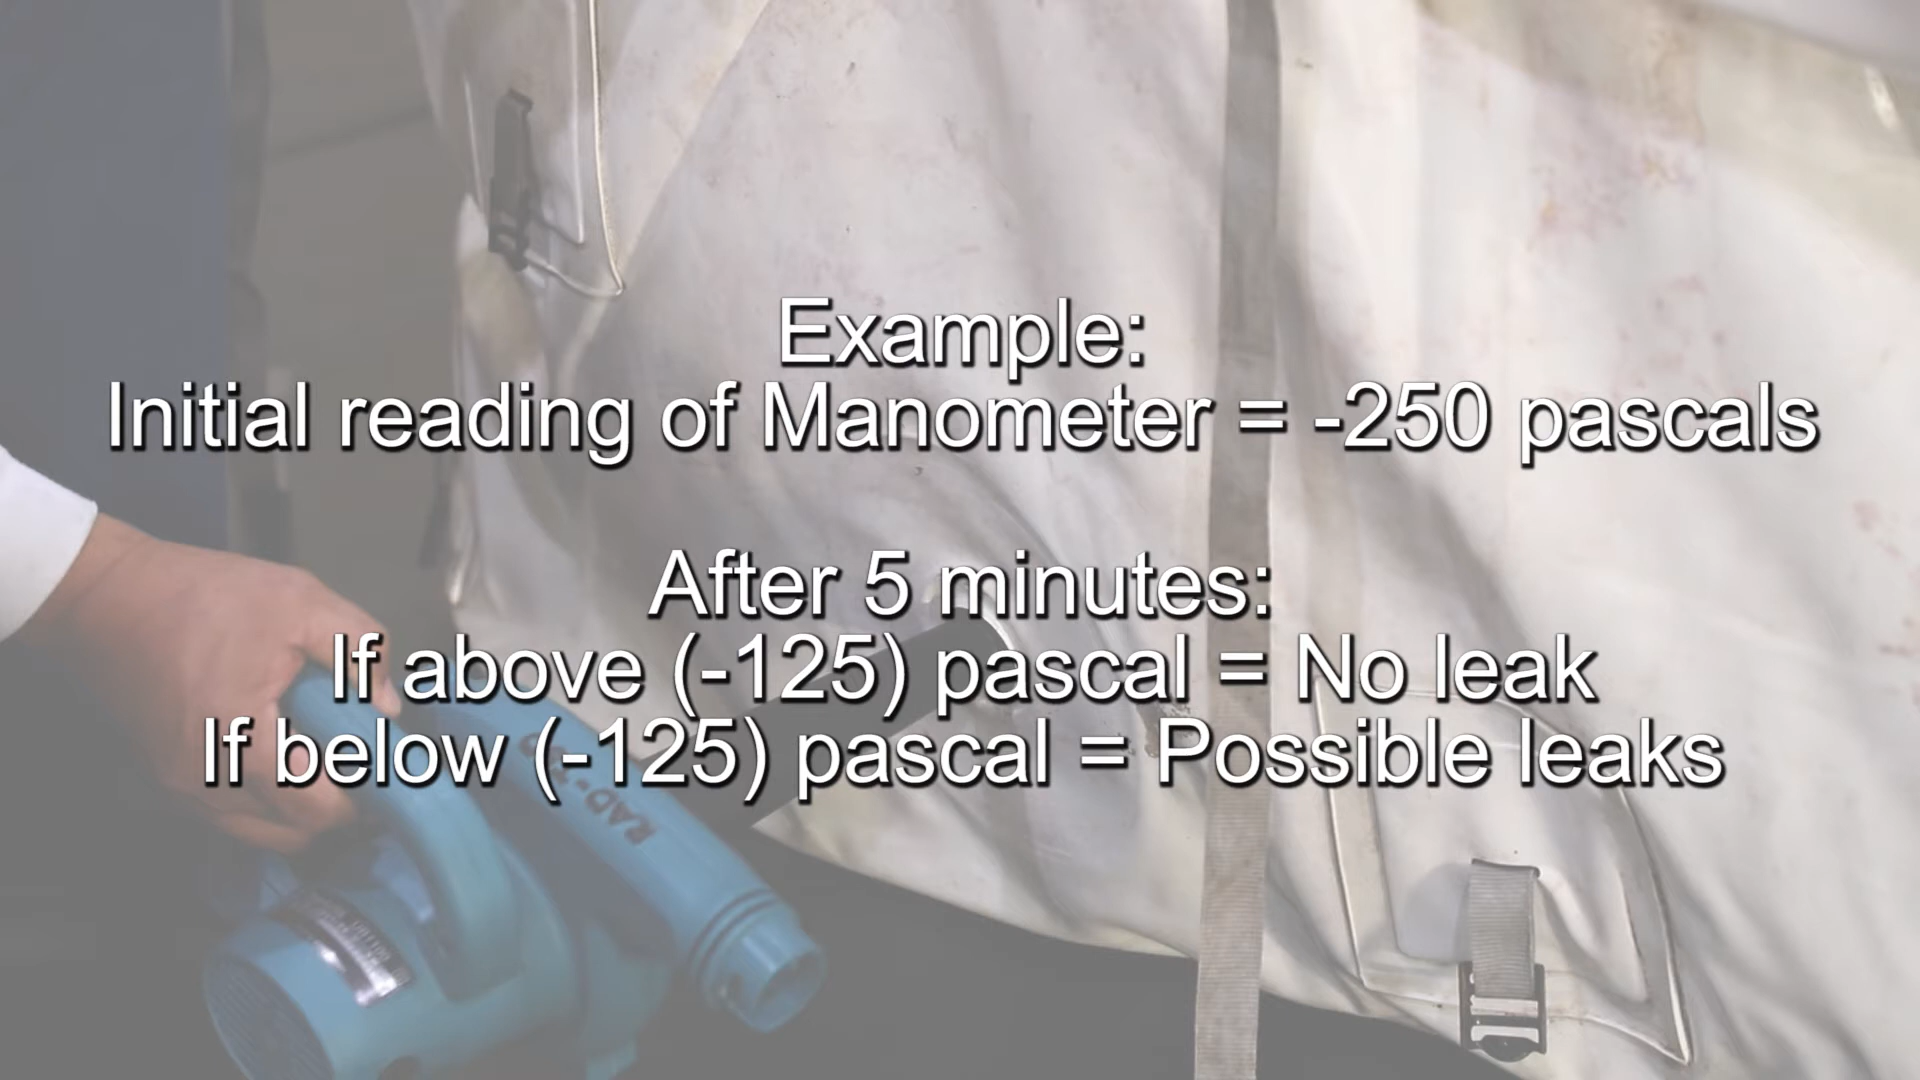 Example:
Initial reading of Manometer = -250 pascals
After 5 minutes:
If above (-125) pascal = No leak
If below (-125) pascal = Possible leaks